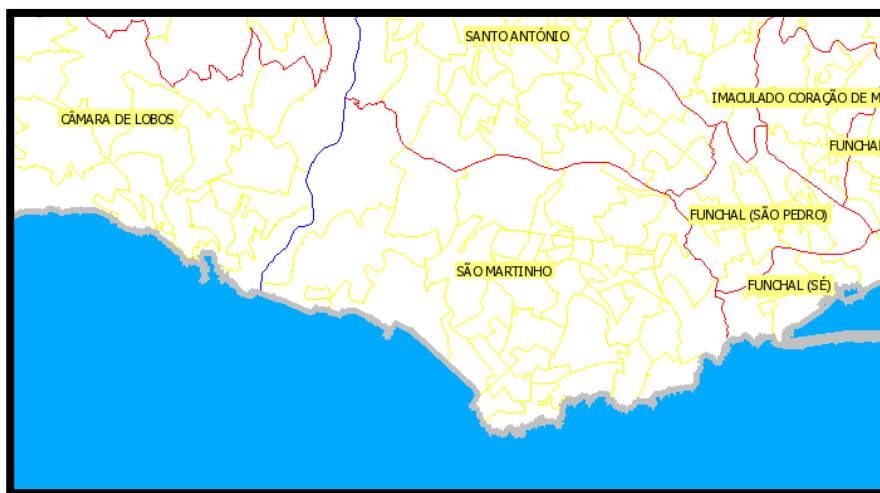 SANTO ANTÓNIO
IMACULADO CORAÇÃO DE M
CÂMARA DE LOBOS
FUNCHAL
FUNCHAL (SÃO PEDRO)
SÃO MARTINHO
FUNCHAL (SÉ)